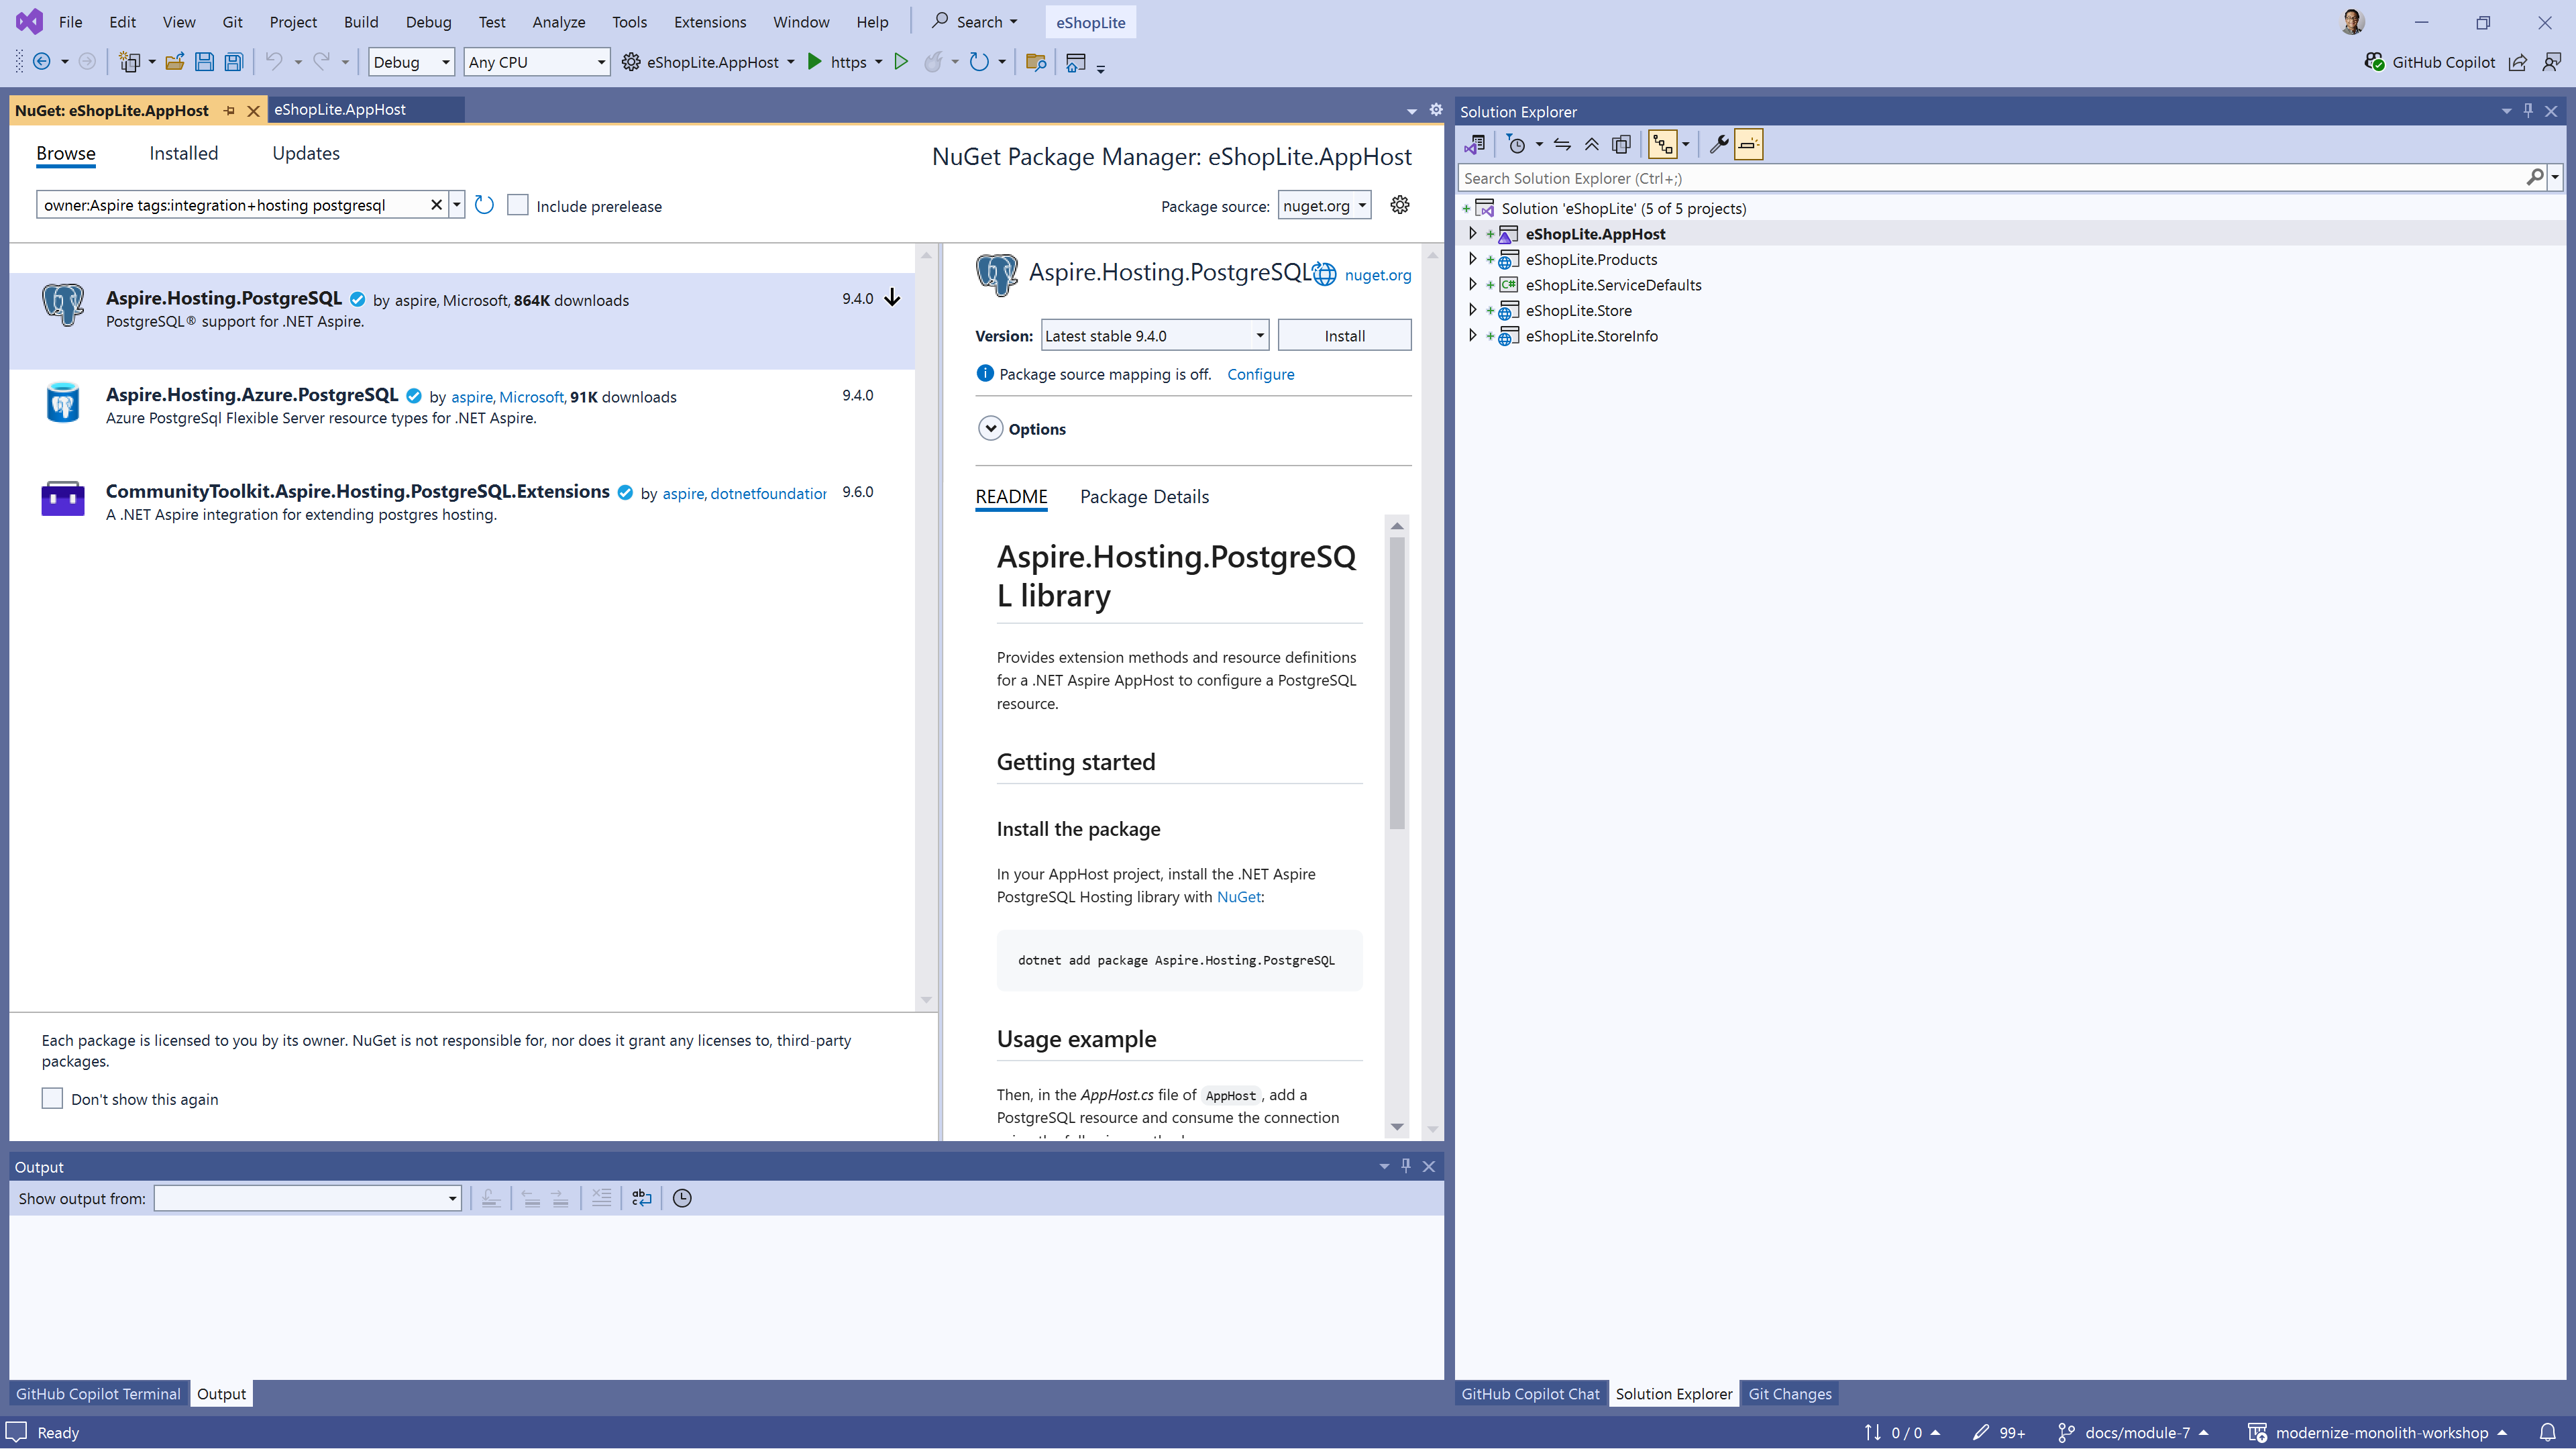 File Edit View Git Project Build Debug Test Analyze Tools Extensions Window Help Search eShopLite
Debug Any CPU eShopLite.AppHost https GitHub Copilot
NuGet: eShopLite.AppHost eShopLite.AppHost
Browse Installed Updates
NuGet Package Manager: eShopLite.AppHost
owner:Aspire tags:integration+hosting postgresql Include prerelease
Package source: nuget.org
Aspire.Hosting.PostgreSQL by aspire, Microsoft, 864K downloads 9.4.0
PostgreSQL® support for .NET Aspire.
Aspire.Hosting.Azure.PostgreSQL by aspire, Microsoft, 91K downloads 9.4.0
Azure PostgreSql Flexible Server resource types for .NET Aspire.
CommunityToolkit.Aspire.Hosting.PostgreSQL.Extensions by aspire, dotnetfoundation 9.6.0
A .NET Aspire integration for extending postgres hosting.
Each package is licensed to you by its owner. NuGet is not responsible for, nor does it grant any licenses to, third-party
packages.
Don't show this again
Aspire.Hosting.PostgreSQL nuget.org
Version: Latest stable 9.4.0 Install
Package source mapping is off. Configure
Options
README Package Details
Aspire.Hosting.PostgreSQ
L library
Provides extension methods and resource definitions
for a .NET Aspire AppHost to configure a PostgreSQL
resource.
Getting started
Install the package
In your AppHost project, install the .NET Aspire
PostgreSQL Hosting library with NuGet:
dotnet add package Aspire.Hosting.PostgreSQL
Usage example
Then, in the AppHost.cs file of AppHost, add a
PostgreSQL resource and consume the connection
Output
Show output from:
GitHub Copilot Terminal Output
Solution Explorer
Search Solution Explorer (Ctrl+;)
Solution 'eShopLite' (5 of 5 projects)
eShopLite.AppHost
eShopLite.Products
C# eShopLite.ServiceDefaults
eShopLite.Store
eShopLite.StoreInfo
GitHub Copilot Chat Solution Explorer Git Changes
Ready 0 / 0 99+ docs/module-7 modernize-monolith-workshop